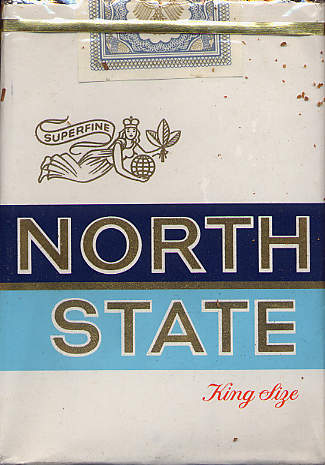 SUPERFINE
NORTH
STATE
King Size